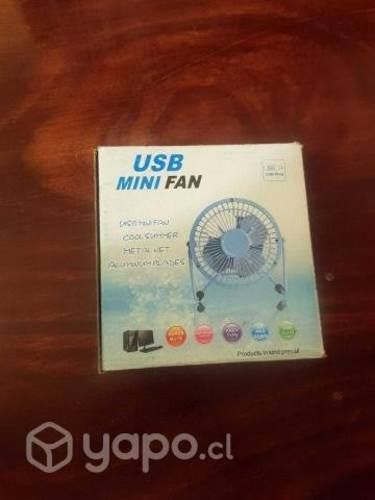 USB
MINI FAN
USB MINI FAN
COOL SUMMER
METAL NET
ALUMINUM BLADES
Products in kind prevail
yapo.cl